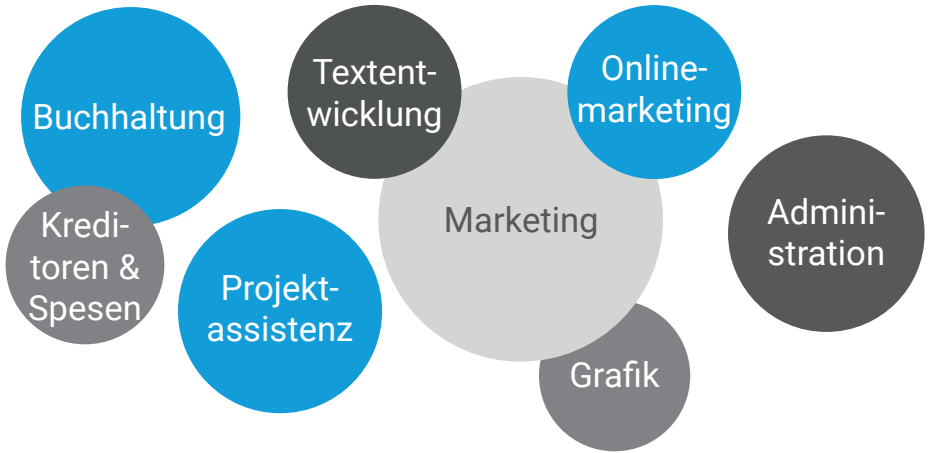 Buchhaltung
Kredi-
toren &
Spesen
Projekt-
assistenz
Textent-
wicklung
Marketing
Online-
marketing
Grafik
Admini-
stration